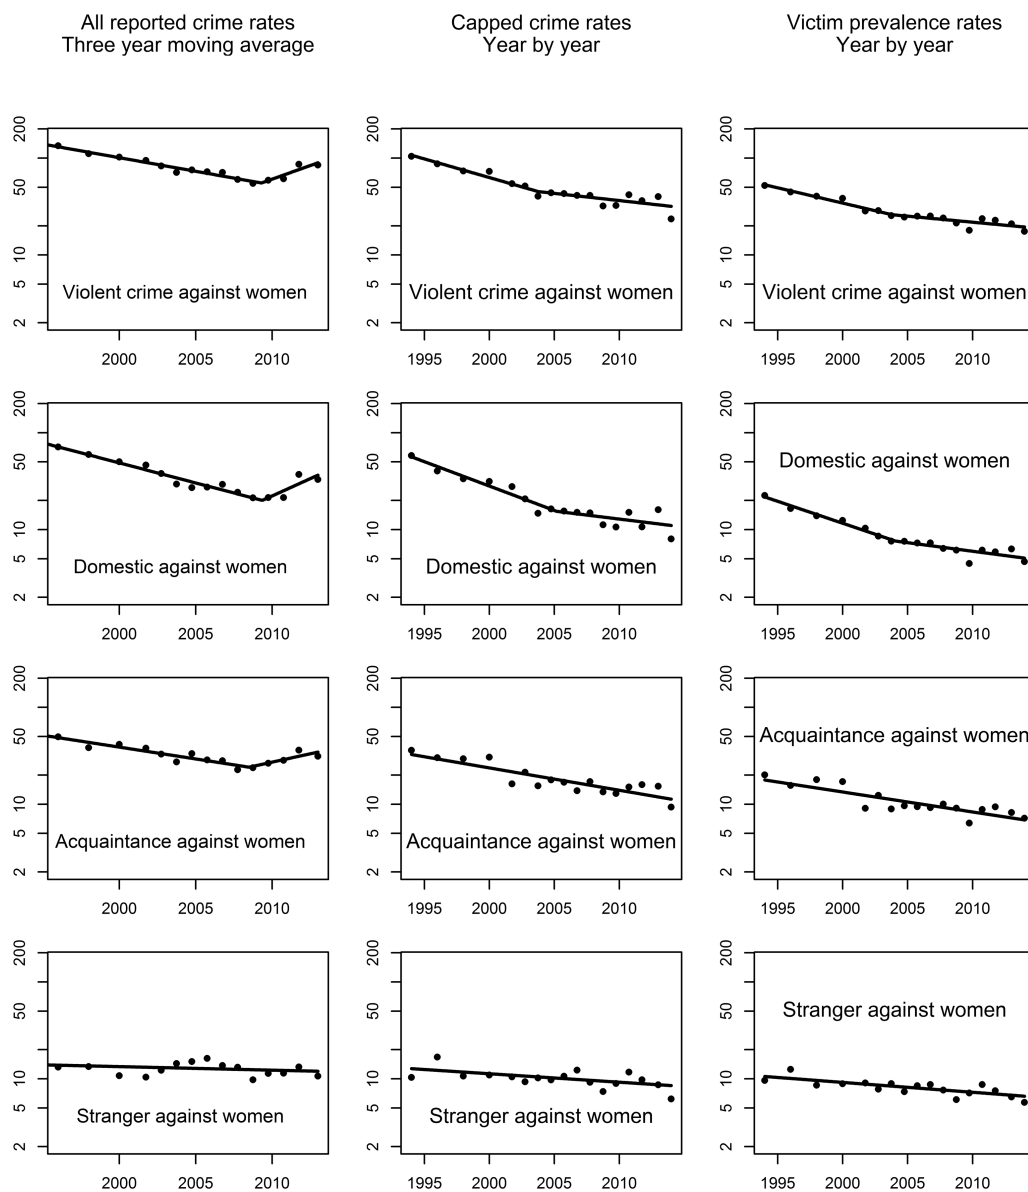 All reported crime rates
Three year moving average
Capped crime rates
Year by year
Victim prevalence rates
Year by year
200
50
10
5
2
Violent crime against women
2000 2005 2010
200
50
10
5
2
Violent crime against women
1995 2000 2005 2010
200
50
10
5
2
Violent crime against women
1995 2000 2005 2010
200
50
10
5
2
Domestic against women
2000 2005 2010
200
50
10
5
2
Domestic against women
1995 2000 2005 2010
200
50
10
5
2
Domestic against women
1995 2000 2005 2010
200
50
10
5
2
Acquaintance against women
2000 2005 2010
200
50
10
5
2
Acquaintance against women
1995 2000 2005 2010
200
50
10
5
2
Acquaintance against women
1995 2000 2005 2010
200
50
10
5
2
Stranger against women
2000 2005 2010
200
50
10
5
2
Stranger against women
1995 2000 2005 2010
200
50
10
5
2
Stranger against women
1995 2000 2005 2010